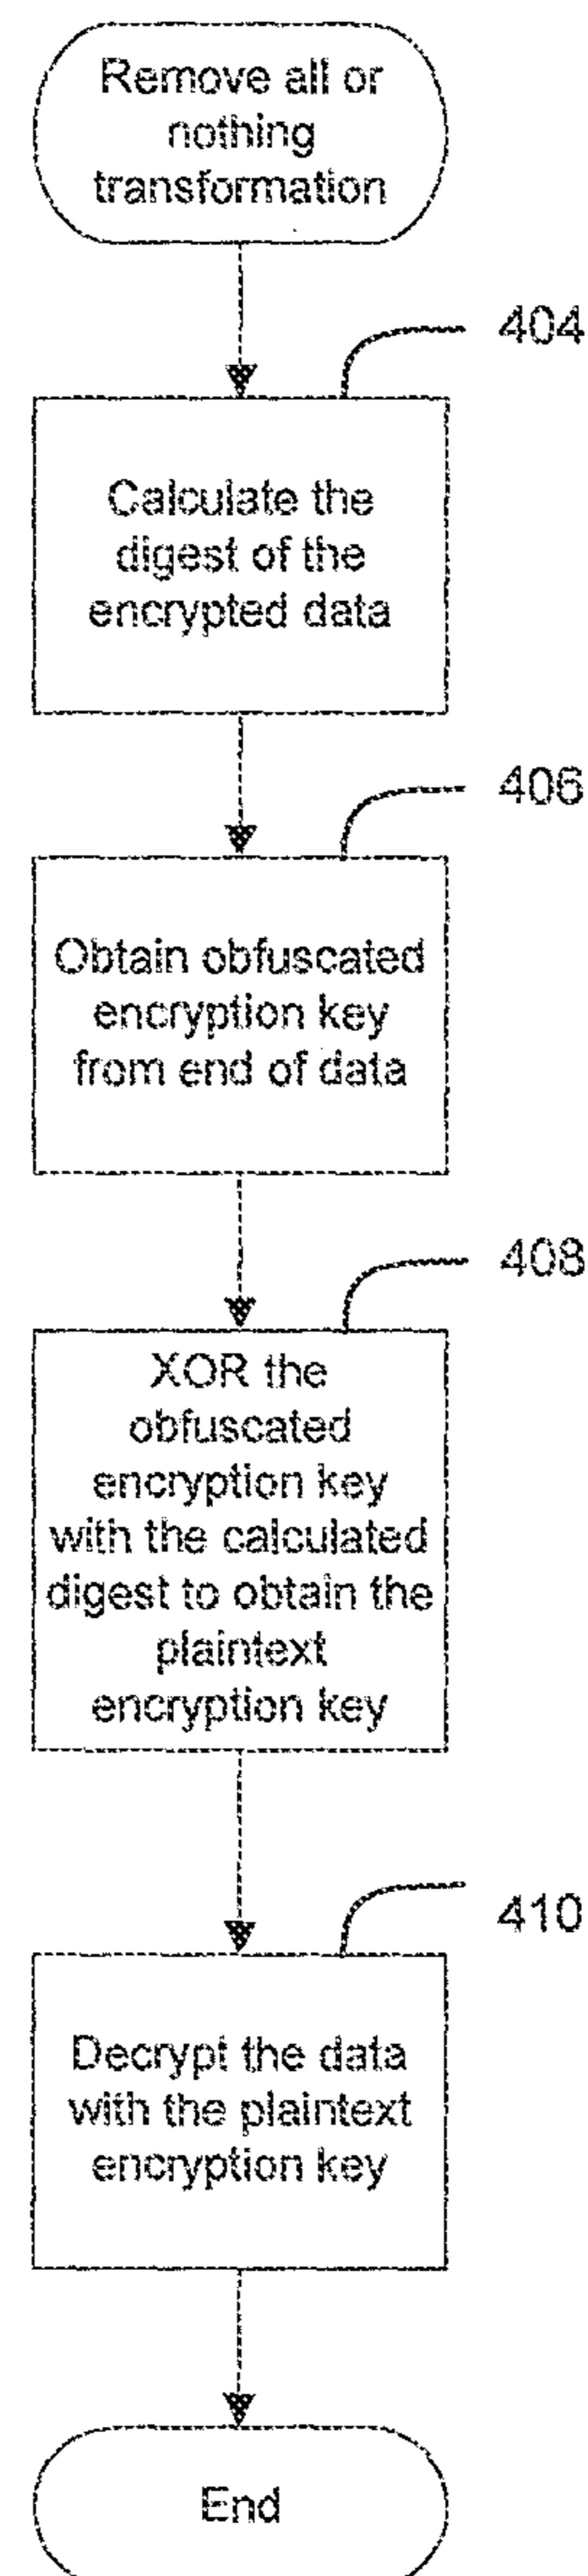 Remove all or
nothing
transformation
404
Calculate the
digest of the
encrypted data
406
Obtain obfuscated
encryption key
from end of data
408
XOR the
obfuscated
encryption key
with the calculated
digest to obtain the
plaintext
encryption key
410
Decrypt the data
with the plaintext
encryption key
End